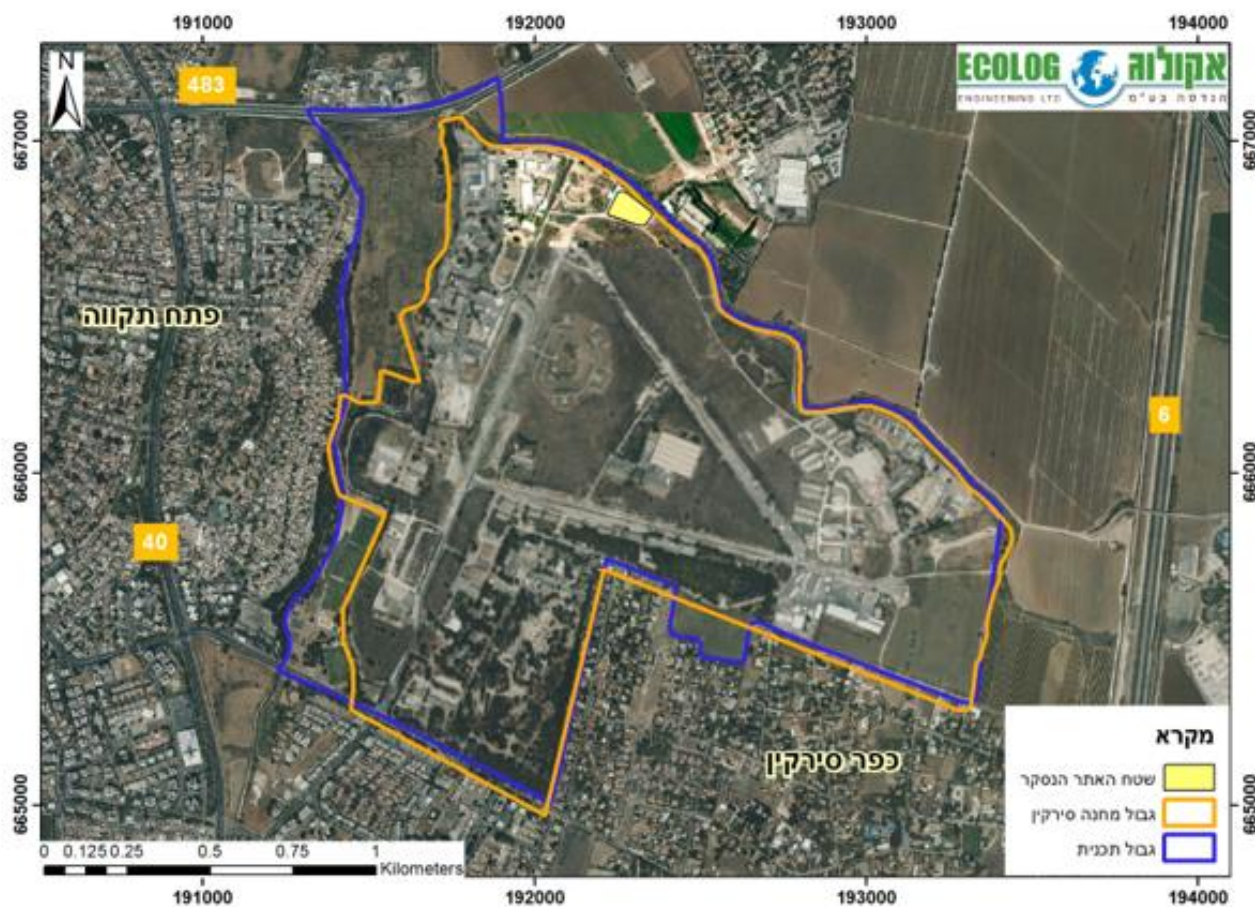 191000 192000 193000 194000
N
ECOLOG אקולוג
ENGINEERING LTD הנדסה בע"מ
483
667000 667000
פתח תקווה
6
666000 666000
40
מקרא
כפר סירקין
שטח האתר הנסקר
גבול מחנה סירקין
גבול תכנית
665000 665000
0 0.125 0.25 0.5 0.75 1
Kilometers
191000 192000 193000 194000